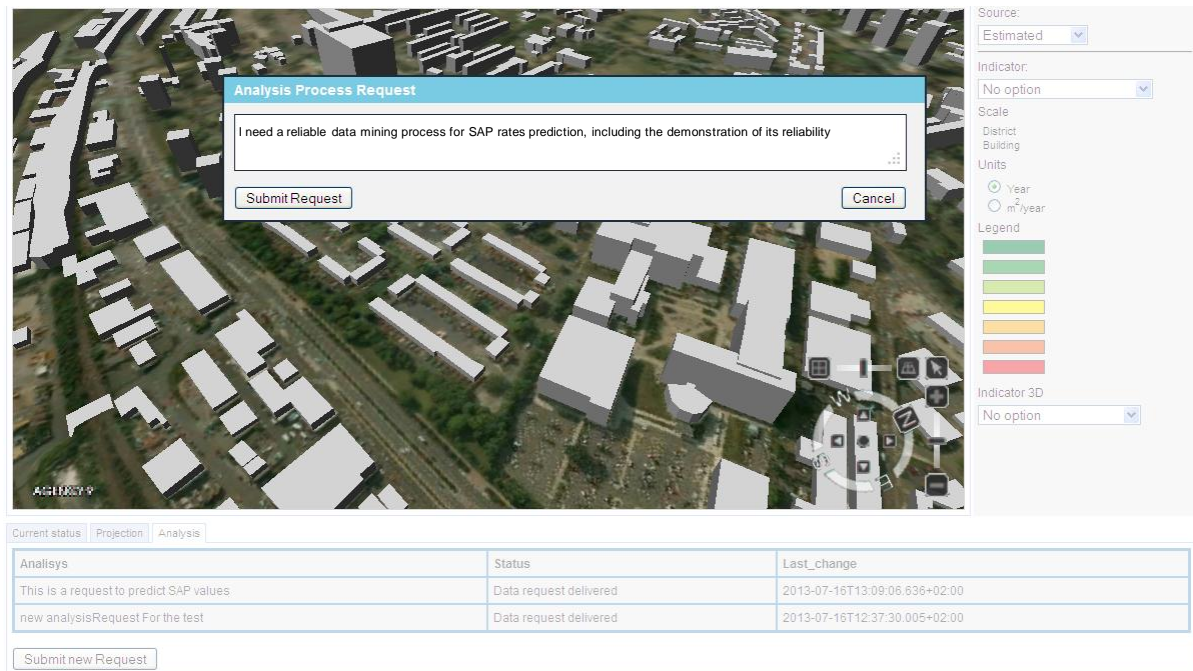 Source:
Estimated
Indicator:
No option
Scale
District
Building
Units
Year
m2/year
Legend
Indicator 3D
No option
Analysis Process Request
I need a reliable data mining process for SAP rates prediction, including the demonstration of its reliability
Submit Request Cancel
W
N
S
E
AGENCY9
Current status Projection Analysis
Analisys Status Last_change
This is a request to predict SAP values Data request delivered 2013-07-16T13:09:06.636+02:00
new analysisRequest For the test Data request delivered 2013-07-16T12:37:30.005+02:00
Submit new Request